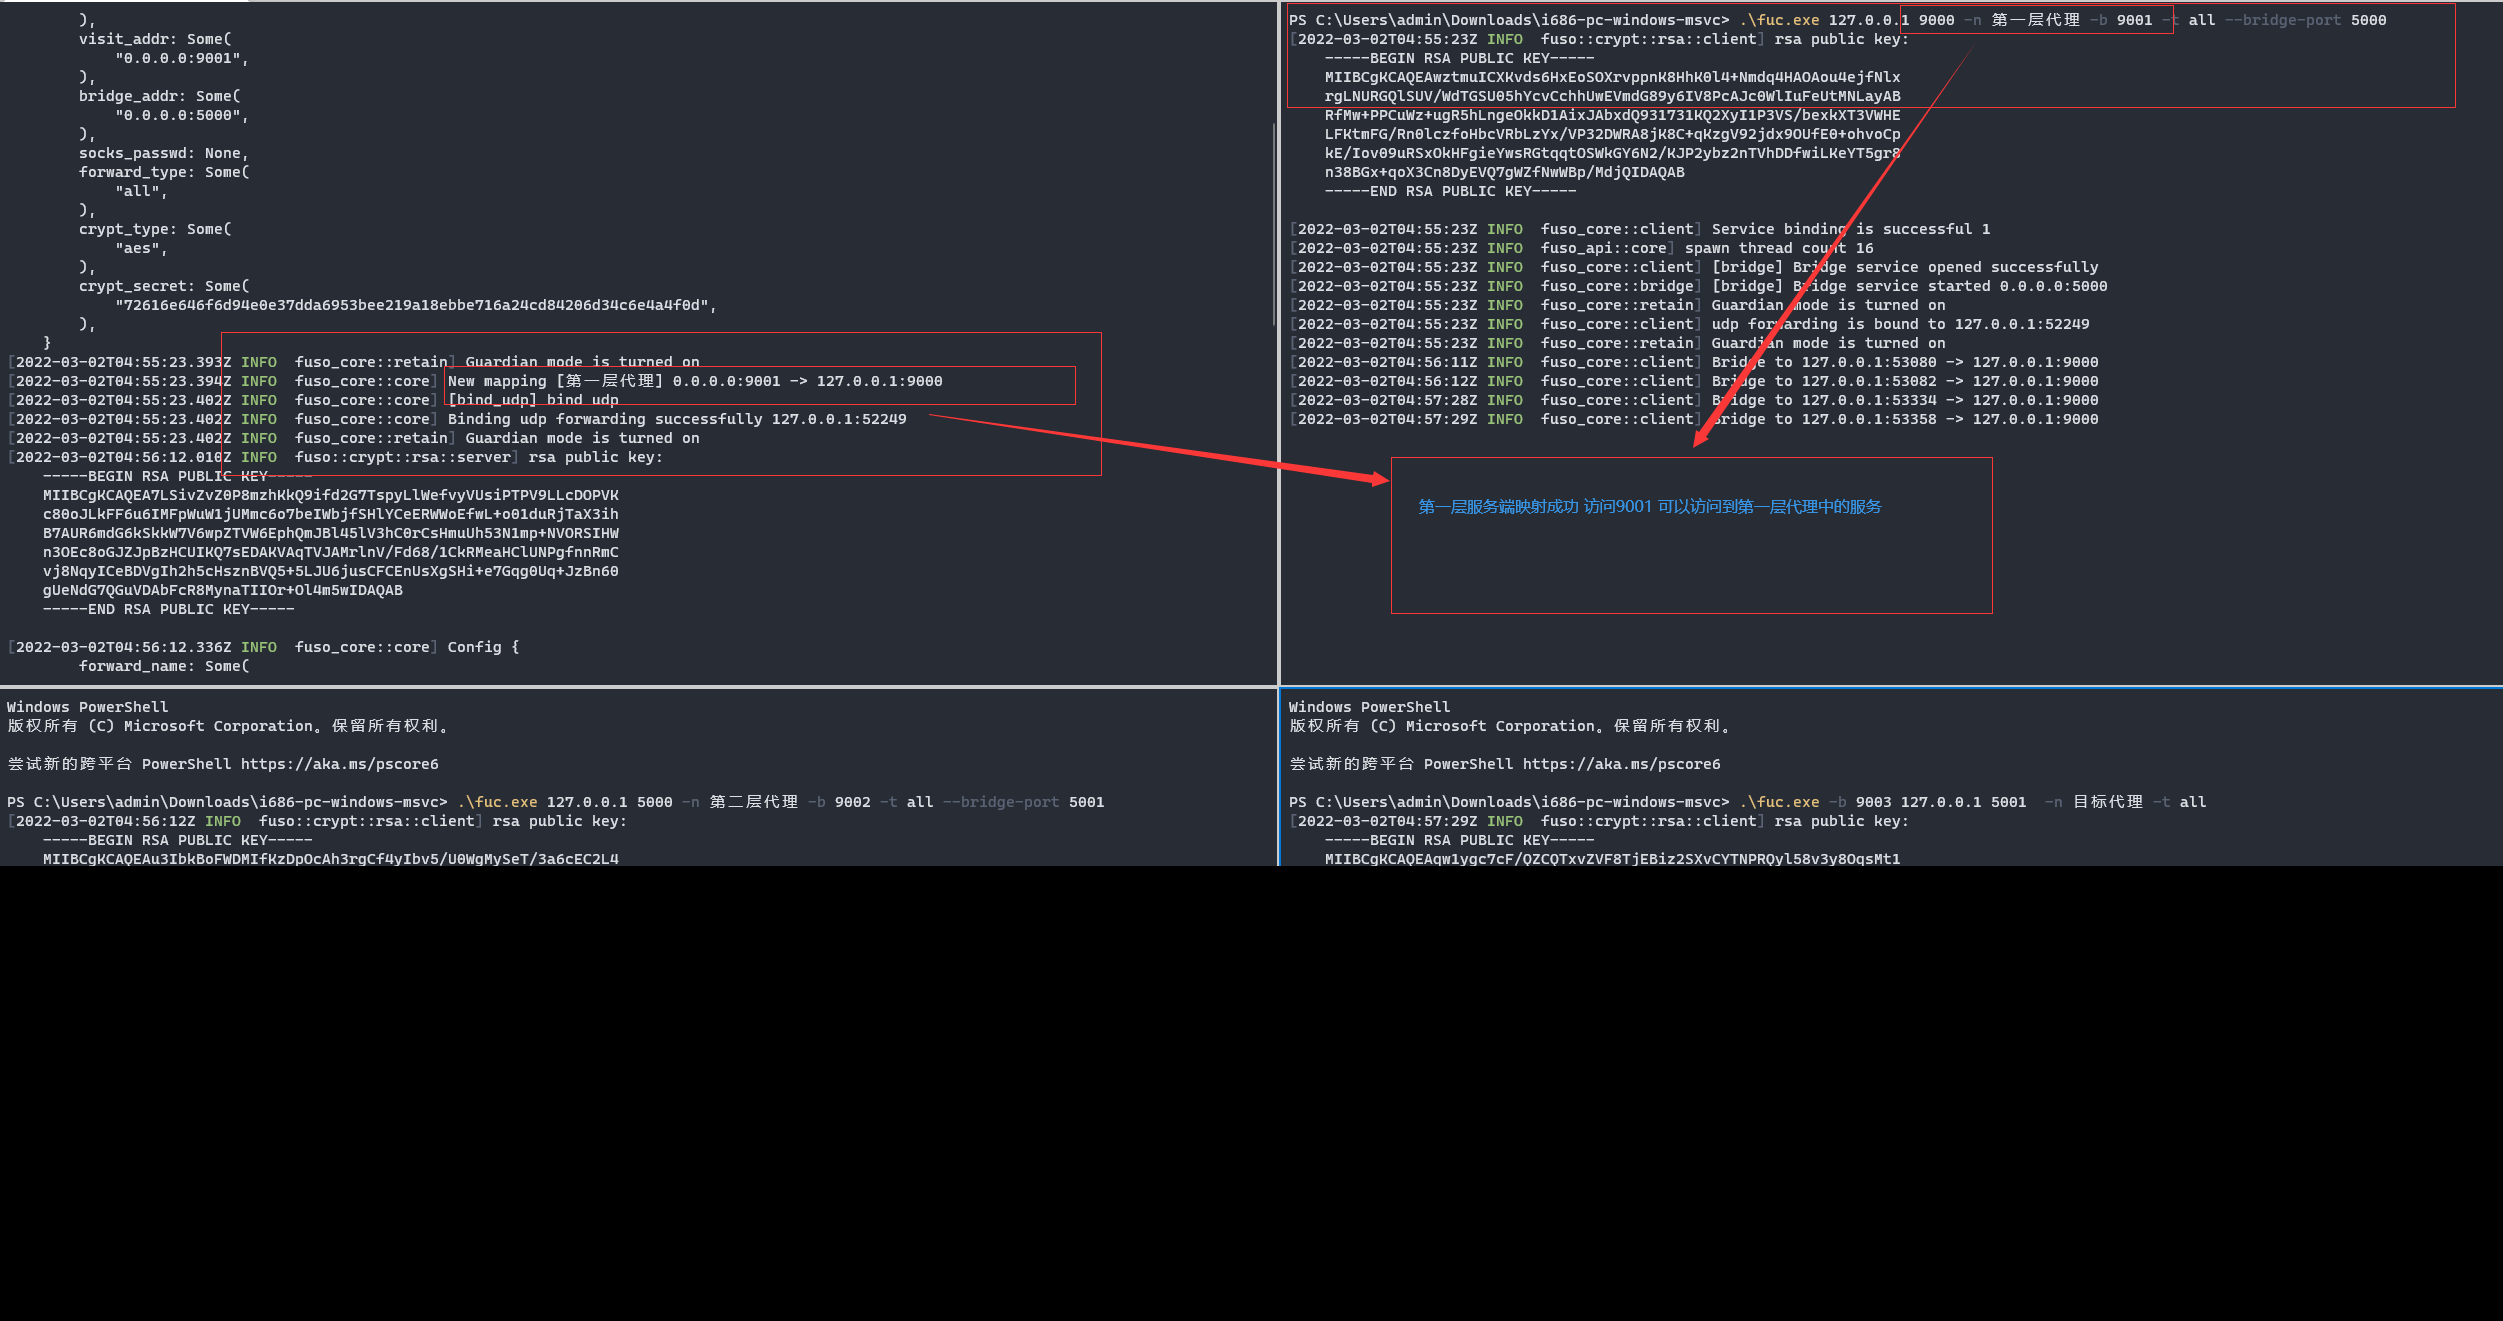 ),
visit_addr: Some(
"0.0.0.0:9001",
),
bridge_addr: Some(
"0.0.0.0:5000",
),
socks_passwd: None,
forward_type: Some(
"all",
),
crypt_type: Some(
"aes",
),
crypt_secret: Some(
"72616e646f6d94e0e37dda6953bee219a18ebbe716a24cd84206d34c6e4a4f0d",
),
}
[2022-03-02T04:55:23.393Z INFO  fuso_core::retain] Guardian mode is turned on
[2022-03-02T04:55:23.394Z INFO  fuso_core::core] New mapping [第一层代理] 0.0.0.0:9001 -> 127.0.0.1:9000
[2022-03-02T04:55:23.402Z INFO  fuso_core::core] [bind_udp] bind udp
[2022-03-02T04:55:23.402Z INFO  fuso_core::core] Binding udp forwarding successfully 127.0.0.1:52249
[2022-03-02T04:55:23.402Z INFO  fuso_core::retain] Guardian mode is turned on
[2022-03-02T04:56:12.010Z INFO  fuso::crypt::rsa::server] rsa public key:
-----BEGIN RSA PUBLIC KEY-----
MIIBCgKCAQEA7LSivZvZ0P8mzhKkQ9ifd2G7TspyLlWefvyVUsiPTPV9LLcDOPVK
c80oJLkFF6u6IMFpWuW1jUMmc6o7beIWbjfSHlYCeERWWoEfwL+o01duRjTaX3ih
B7AUR6mdG6kSkkW7V6wpZTVW6EphQmJBl45lV3hC0rCsHmuUh53N1mp+NVORSIHW
n3OEc8oGJZJpBzHCUIKQ7sEDAKVAqTVJAMrlnV/Fd68/1CkRMeaHClUNPgfnnRmC
vj8NqyICeBDVgIh2h5cHsznBVQ5+5LJU6jusCFCEnUsXgSHi+e7Gqg0Uq+JzBn60
gUeNdG7QGuVDAbFcR8MynaTIIOr+Ol4m5wIDAQAB
-----END RSA PUBLIC KEY-----
[2022-03-02T04:56:12.336Z INFO  fuso_core::core] Config {
forward_name: Some(
PS C:\Users\admin\Downloads\i686-pc-windows-msvc> .\fuc.exe 127.0.0.1 9000 -n 第一层代理 -b 9001 -t all --bridge-port 5000
[2022-03-02T04:55:23Z INFO  fuso::crypt::rsa::client] rsa public key:
-----BEGIN RSA PUBLIC KEY-----
MIIBCgKCAQEAwztmuICXKvds6HxEoSOXrvppnK8HhK0l4+Nmdq4HAOAou4ejfNlx
rgLNURGQlSUV/WdTGSU05hYcvCchhUwEVmdG89y6IV8PcAJc0WlIuFeUtMNLayAB
RfMw+PPCuWz+ugR5hLngeOkkD1AixJAbxdQ931731KQ2XyI1P3VS/bexkXT3VWHE
LFKtmFG/Rn0lczfoHbcVRbLzYx/VP32DWRA8jK8C+qKzgV92jdx9OUfE0+ohvoCp
kE/Iov09uRSxOkHFgieYwsRGtqqtOSWkGY6N2/KJP2ybz2nTVhDDfwiLKeYT5gr8
n38BGx+qoX3Cn8DyEVQ7gWZfNwWBp/MdjQIDAQAB
-----END RSA PUBLIC KEY-----
[2022-03-02T04:55:23Z INFO  fuso_core::client] Service binding is successful 1
[2022-03-02T04:55:23Z INFO  fuso_api::core] spawn thread count 16
[2022-03-02T04:55:23Z INFO  fuso_core::client] [bridge] Bridge service opened successfully
[2022-03-02T04:55:23Z INFO  fuso_core::bridge] [bridge] Bridge service started 0.0.0.0:5000
[2022-03-02T04:55:23Z INFO  fuso_core::retain] Guardian mode is turned on
[2022-03-02T04:55:23Z INFO  fuso_core::client] udp forwarding is bound to 127.0.0.1:52249
[2022-03-02T04:55:23Z INFO  fuso_core::retain] Guardian mode is turned on
[2022-03-02T04:56:11Z INFO  fuso_core::client] Bridge to 127.0.0.1:53080 -> 127.0.0.1:9000
[2022-03-02T04:56:12Z INFO  fuso_core::client] Bridge to 127.0.0.1:53082 -> 127.0.0.1:9000
[2022-03-02T04:57:28Z INFO  fuso_core::client] Bridge to 127.0.0.1:53334 -> 127.0.0.1:9000
[2022-03-02T04:57:29Z INFO  fuso_core::client] Bridge to 127.0.0.1:53358 -> 127.0.0.1:9000
第一层服务端映射成功 访问9001 可以访问到第一层代理中的服务
Windows PowerShell
版权所有 (C) Microsoft Corporation。保留所有权利。
尝试新的跨平台 PowerShell https://aka.ms/pscore6
PS C:\Users\admin\Downloads\i686-pc-windows-msvc> .\fuc.exe 127.0.0.1 5000 -n 第二层代理 -b 9002 -t all --bridge-port 5001
[2022-03-02T04:56:12Z INFO  fuso::crypt::rsa::client] rsa public key:
-----BEGIN RSA PUBLIC KEY-----
MIIBCgKCAQEAu3IbkBoFWDMIfKzDpOcAh3rgCf4yIbv5/U0WgMySeT/3a6cEC2L4
Windows PowerShell
版权所有 (C) Microsoft Corporation。保留所有权利。
尝试新的跨平台 PowerShell https://aka.ms/pscore6
PS C:\Users\admin\Downloads\i686-pc-windows-msvc> .\fuc.exe -b 9003 127.0.0.1 5001  -n 目标代理 -t all
[2022-03-02T04:57:29Z INFO  fuso::crypt::rsa::client] rsa public key:
-----BEGIN RSA PUBLIC KEY-----
MIIBCgKCAQEAqw1ygc7cF/QZCQTxvZVF8TjEBiz2SXvCYTNPRQyl58v3y8OqsMt1